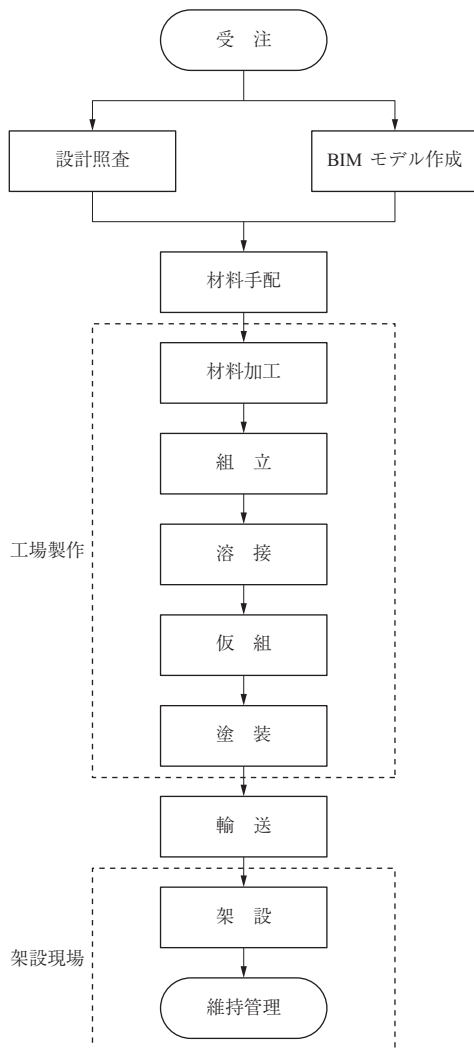 受　注
設計照査
BIM モデル作成
材料手配
材料加工
組　立
工場製作
溶　接
仮　組
塗　装
輸　送
架　設
架設現場
維持管理